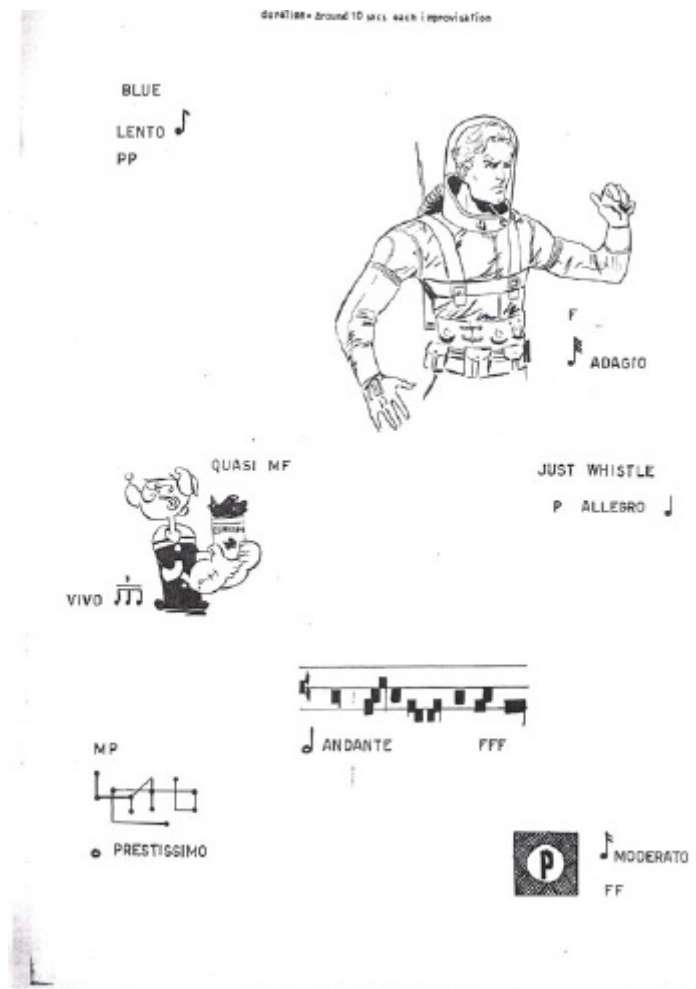 duration= around 10 secs each improvisation
BLUE
LENTO
PP
F
ADAGIO
QUASI MF
JUST WHISTLE
P ALLEGRO
3
VIVO
ANDANTE FFF
MP
PRESTISSIMO
P
MODERATO
FF